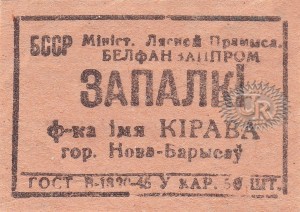 БССР Мініст. Лясной Прамысл.
БЕЛФАНЗАППРОМ
ЗАПАЛКІ
ф-ка Імя КІРАВА
гор. Нова-Барысаў
ГОСТ В-1820-45 У КАР. 50 ШТ.